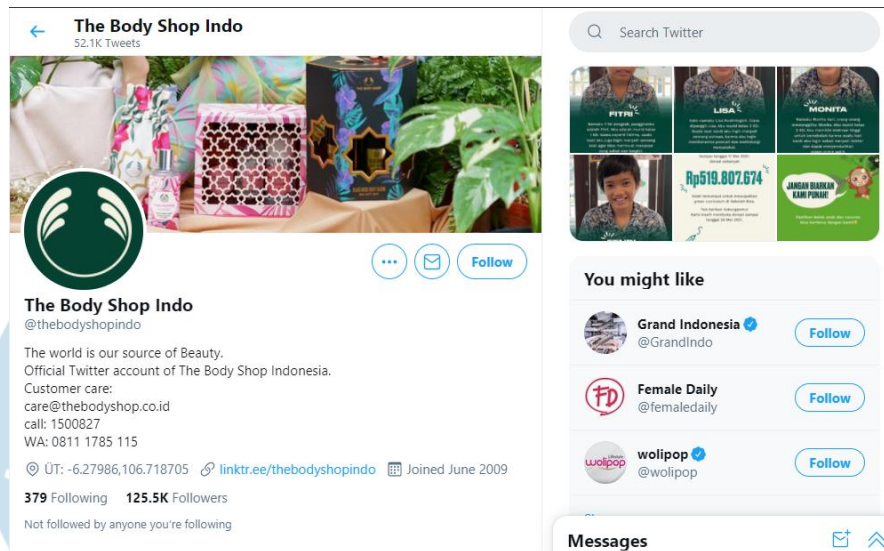 The Body Shop Indo
52.1K Tweets
Follow
The Body Shop Indo
@thebodyshopindo
The world is our source of Beauty.
Official Twitter account of The Body Shop Indonesia.
Customer care:
care@thebodyshop.co.id
call: 1500827
WA: 0811 1785 115
ÜT: -6.27986,106.718705 linktr.ee/thebodyshopindo Joined June 2009
379 Following 125.5K Followers
Not followed by anyone you're following
Search Twitter
FITRI
LISA
MONITA
Rp519.807.674
JANGAN BIARKAN
KAMI PUNAH!
You might like
Grand Indonesia
@GrandIndo
Follow
Female Daily
@femaledaily
Follow
wolipop
wolipop
@wolipop
Follow
Messages